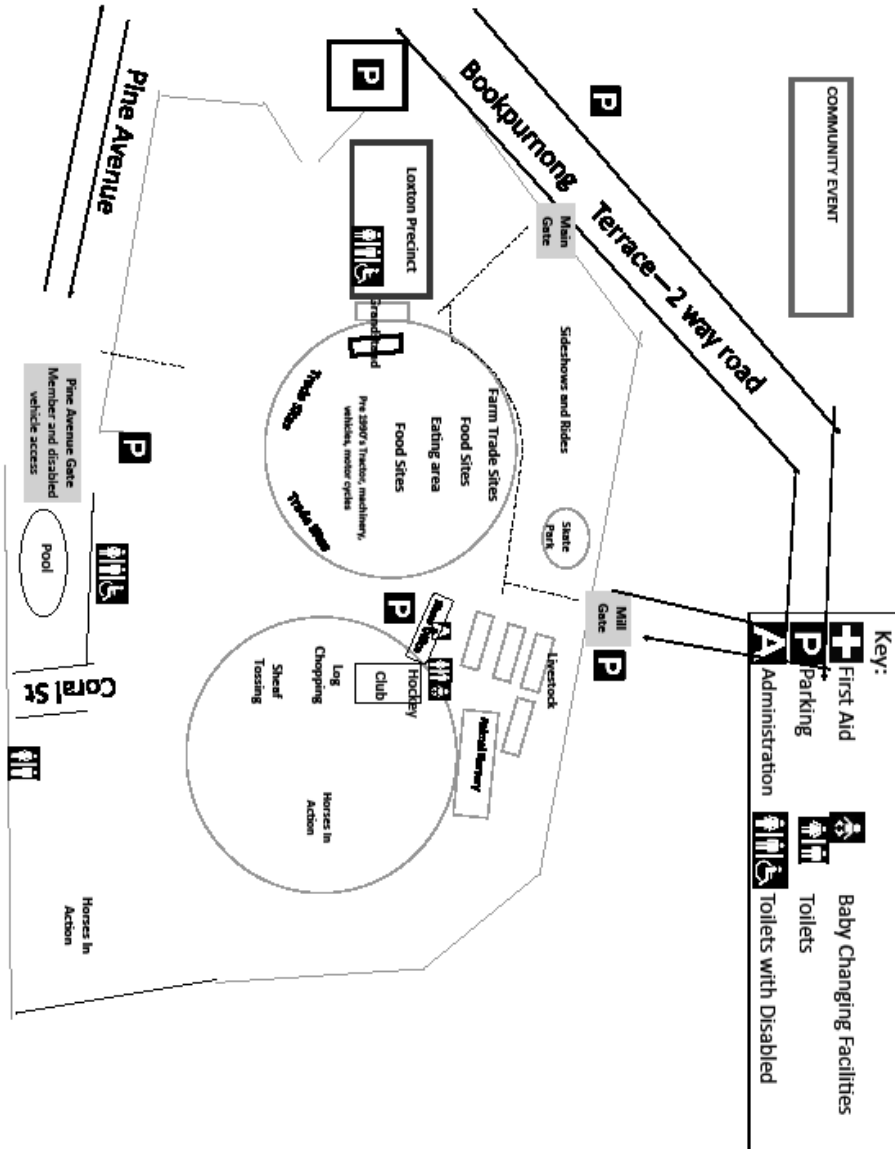 COMMUNITY EVENT
Key:
First Aid
Baby Changing Facilities
P
Parking
Toilets
A
Administration
Toilets with Disabled
Bookpurnong Terrace—2 way road
P
P
Pine Avenue
Main
Gate
Loxton Precinct
Sideshows and Rides
Skate
Park
Mill
Gate
P
Grandstand
Farm Trade Sites
Food Sites
Eating area
Food Sites
Pre 1990's Tractor, machinery,
vehicles, motor cycles
Trade Sites
Trade Sites
Livestock
P
A
Hockey
Club
Animal Nursery
Log
Chopping
Sheaf
Tossing
Horses In
Action
Pine Avenue Gate
Member and disabled
vehicle access
P
Pool
Coral St
Horses In
Action